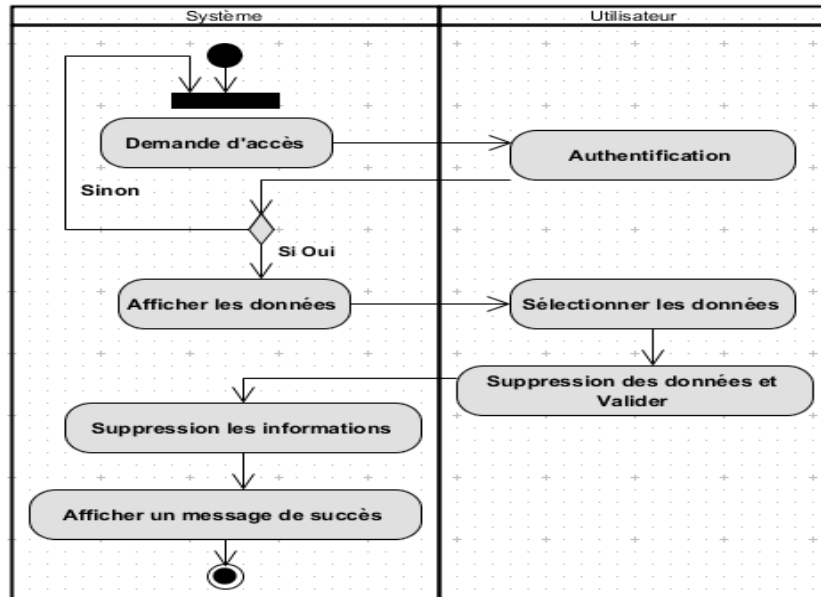 Système
Utilisateur
Demande d'accès
Authentification
Sinon
Si Oui
Afficher les données
Sélectionner les données
Suppression des données et
Valider
Suppression les informations
Afficher un message de succès